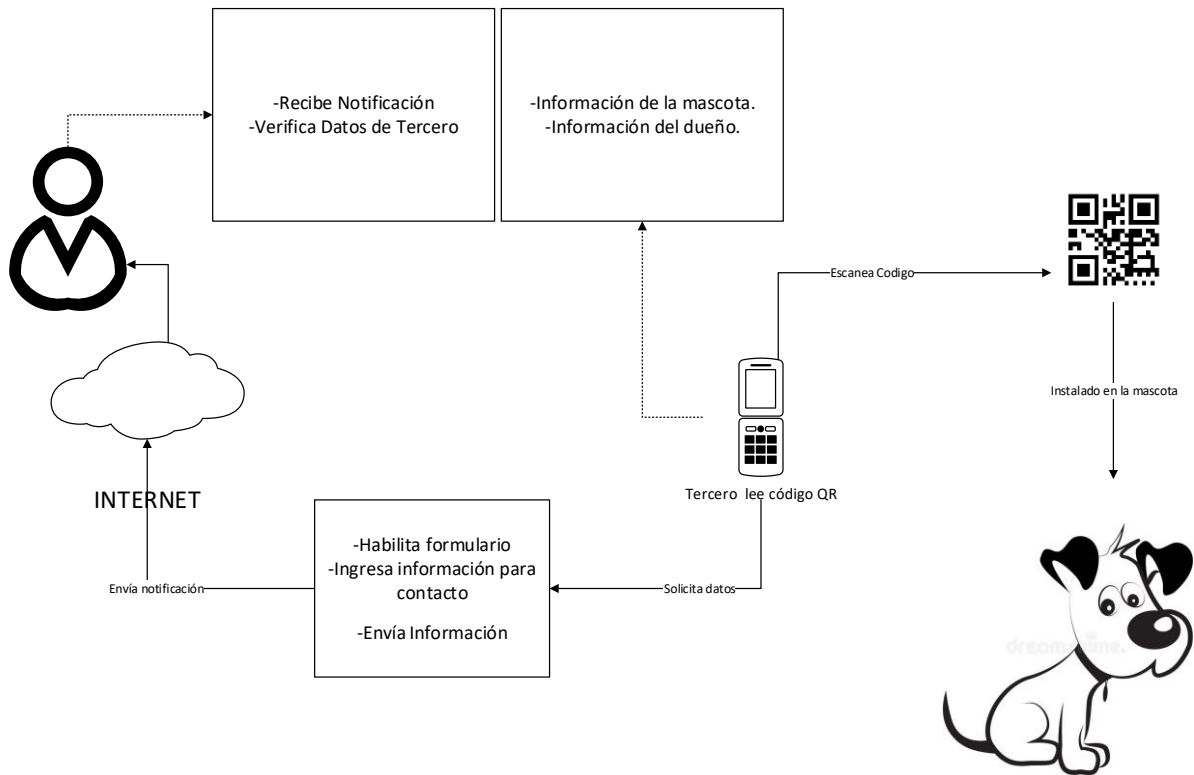 -Recibe Notificación
-Verifica Datos de Tercero
-Información de la mascota.
-Información del dueño.
Escanea Codigo
Instalado en la mascota
Tercero  lee código QR
INTERNET
-Habilita formulario
-Ingresa información para
contacto
-Envía Información
Envía notificación
Solicita datos